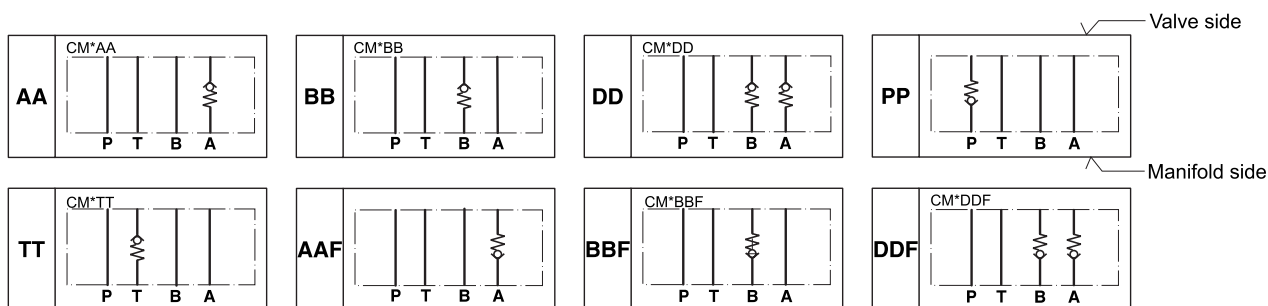 Valve side
CM*AA
AA
P T B A
CM*BB
BB
P T B A
CM*DD
DD
P T B A
PP
P T B A
Manifold side
CM*TT
TT
P T B A
AAF
P T B A
CM*BBF
BBF
P T B A
CM*DDF
DDF
P T B A